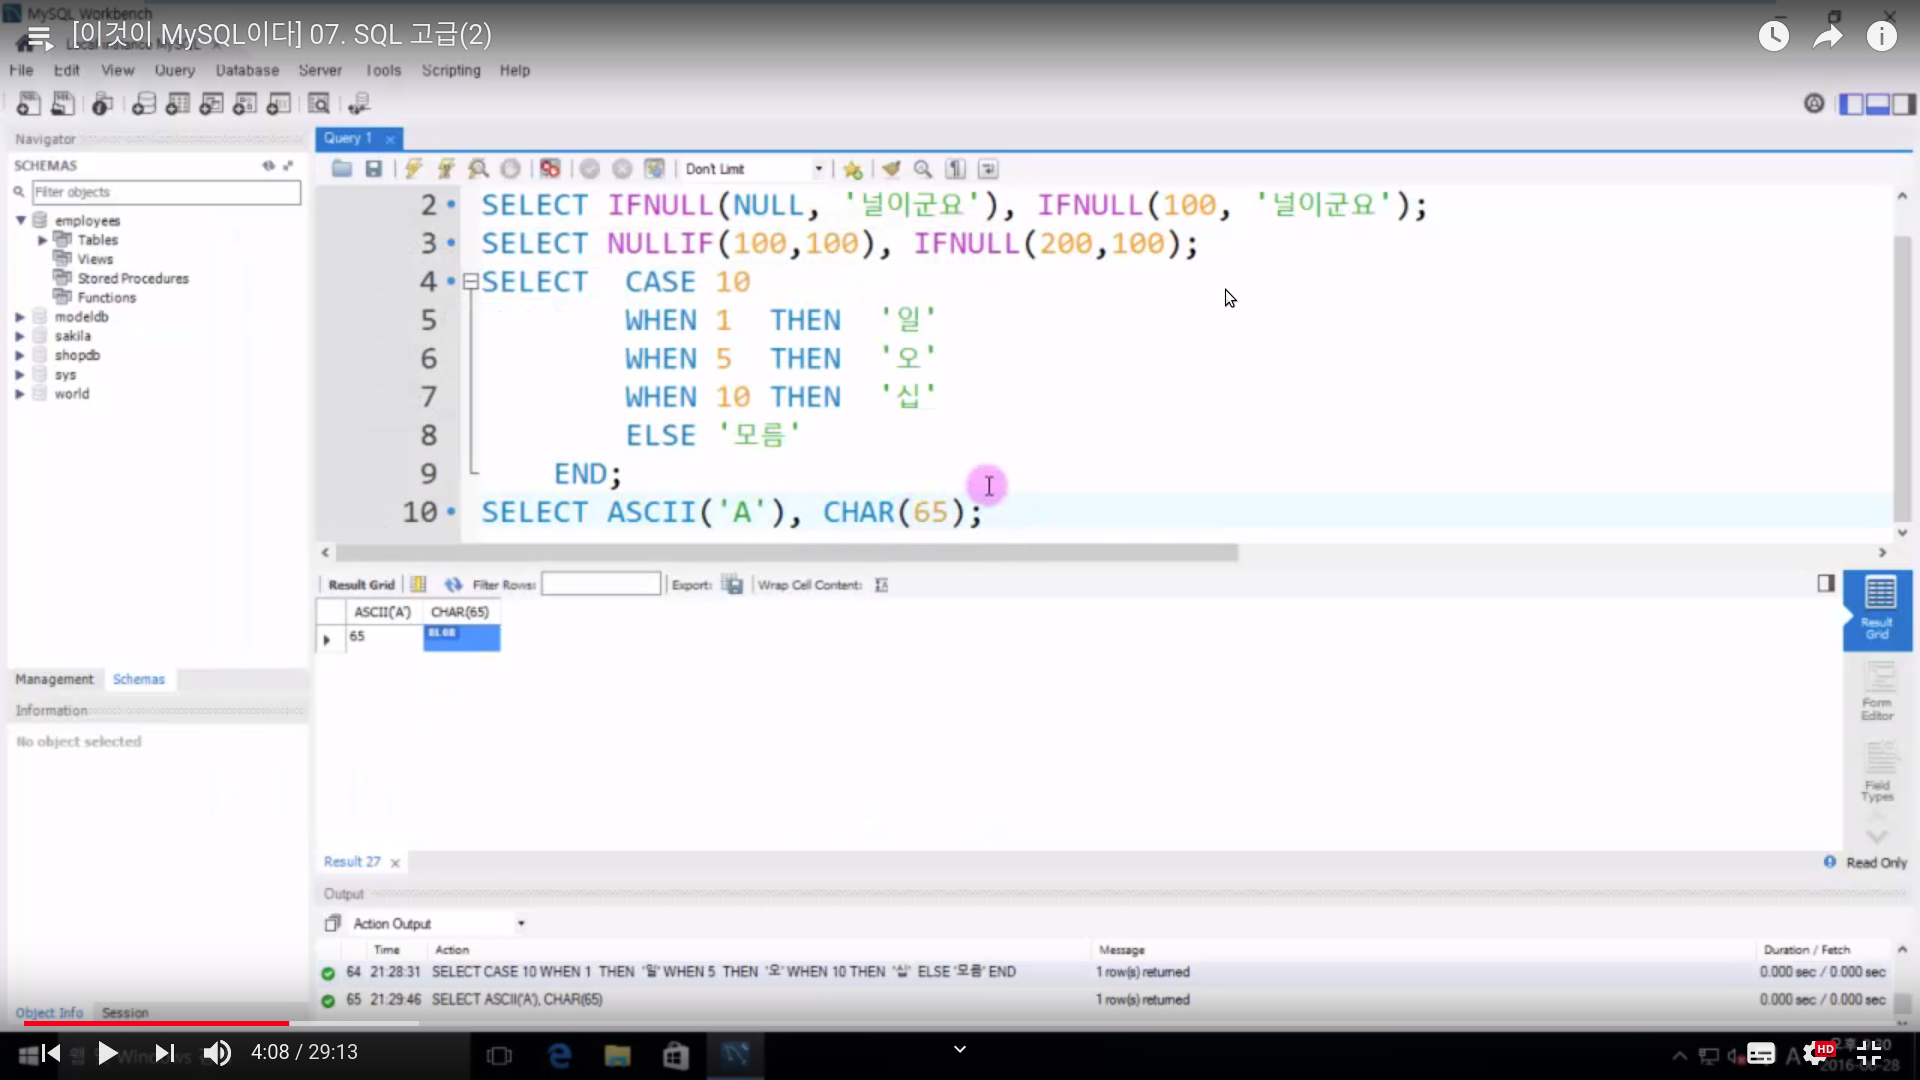 MySQL Workbench
[이것이 MySQL이다] 07. SQL 고급(2)
File Edit View Query Database Server Tools Scripting Help
Navigator
SCHEMAS
Filter objects
employees
Tables
Views
Stored Procedures
Functions
modeldb
sakila
shopdb
sys
world
Management Schemas
Information
No object selected
Object Info Session
Query 1
Don't Limit
2 SELECT IFNULL(NULL, '널이군요'), IFNULL(100, '널이군요');
3 SELECT NULLIF(100,100), IFNULL(200,100);
4 SELECT CASE 10
5 WHEN 1 THEN '일'
6 WHEN 5 THEN '오'
7 WHEN 10 THEN '십'
8 ELSE '모름'
9 END;
10 SELECT ASCII('A'), CHAR(65);
Result Grid Filter Rows: Export: Wrap Cell Content:
ASCII('A') CHAR(65)
65 BLOB
Result Grid
Form Editor
Field Types
Result 27
Read Only
Output
Action Output
Time Action Message Duration / Fetch
64 21:28:31 SELECT CASE 10 WHEN 1 THEN '일' WHEN 5 THEN '오' WHEN 10 THEN '십' ELSE '모름' END 1 row(s) returned 0.000 sec / 0.000 sec
65 21:29:46 SELECT ASCII('A'), CHAR(65) 1 row(s) returned 0.000 sec / 0.000 sec
4:08 / 29:13
HD